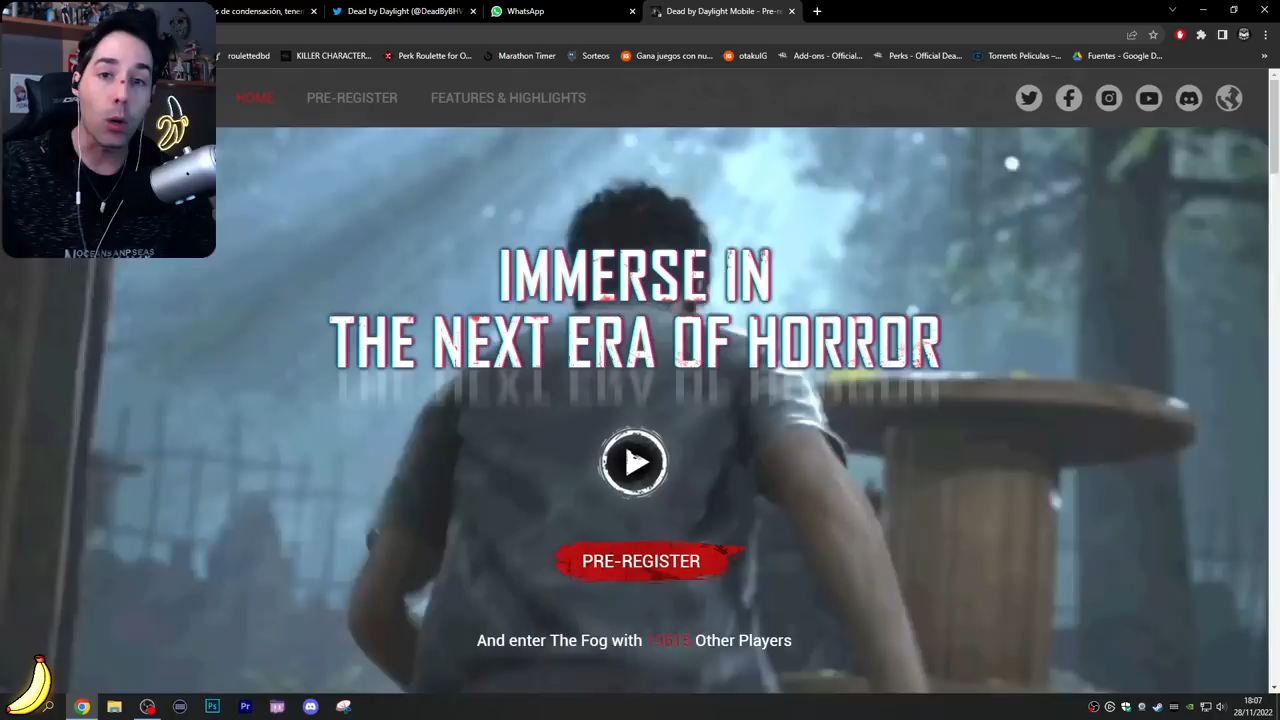 s de condensación, tenen
Dead by Daylight (@DeadByBHV
WhatsApp
Dead by Daylight Mobile - Pre-re
roulettedbd
KILLER CHARACTER...
Perk Roulette for O...
Marathon Timer
Sorteos
Gana juegos con nu...
otakuIG
Add-ons - Official...
Perks - Official Dea...
Torrents Peliculas –...
Fuentes - Google D...
HOME
PRE-REGISTER
FEATURES & HIGHLIGHTS
NOCEANSANDSEAS
IMMERSE IN
THE NEXT ERA OF HORROR
PRE-REGISTER
And enter The Fog with 19615 Other Players
18:07
28/11/2022